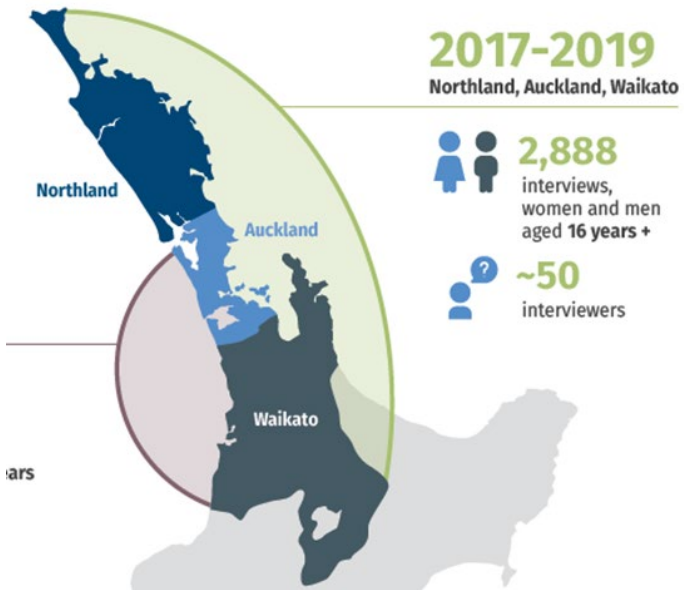 2017-2019
Northland, Auckland, Waikato
2,888
interviews,
women and men
aged 16 years +
?
~50
interviewers
Northland
Auckland
Waikato
ears